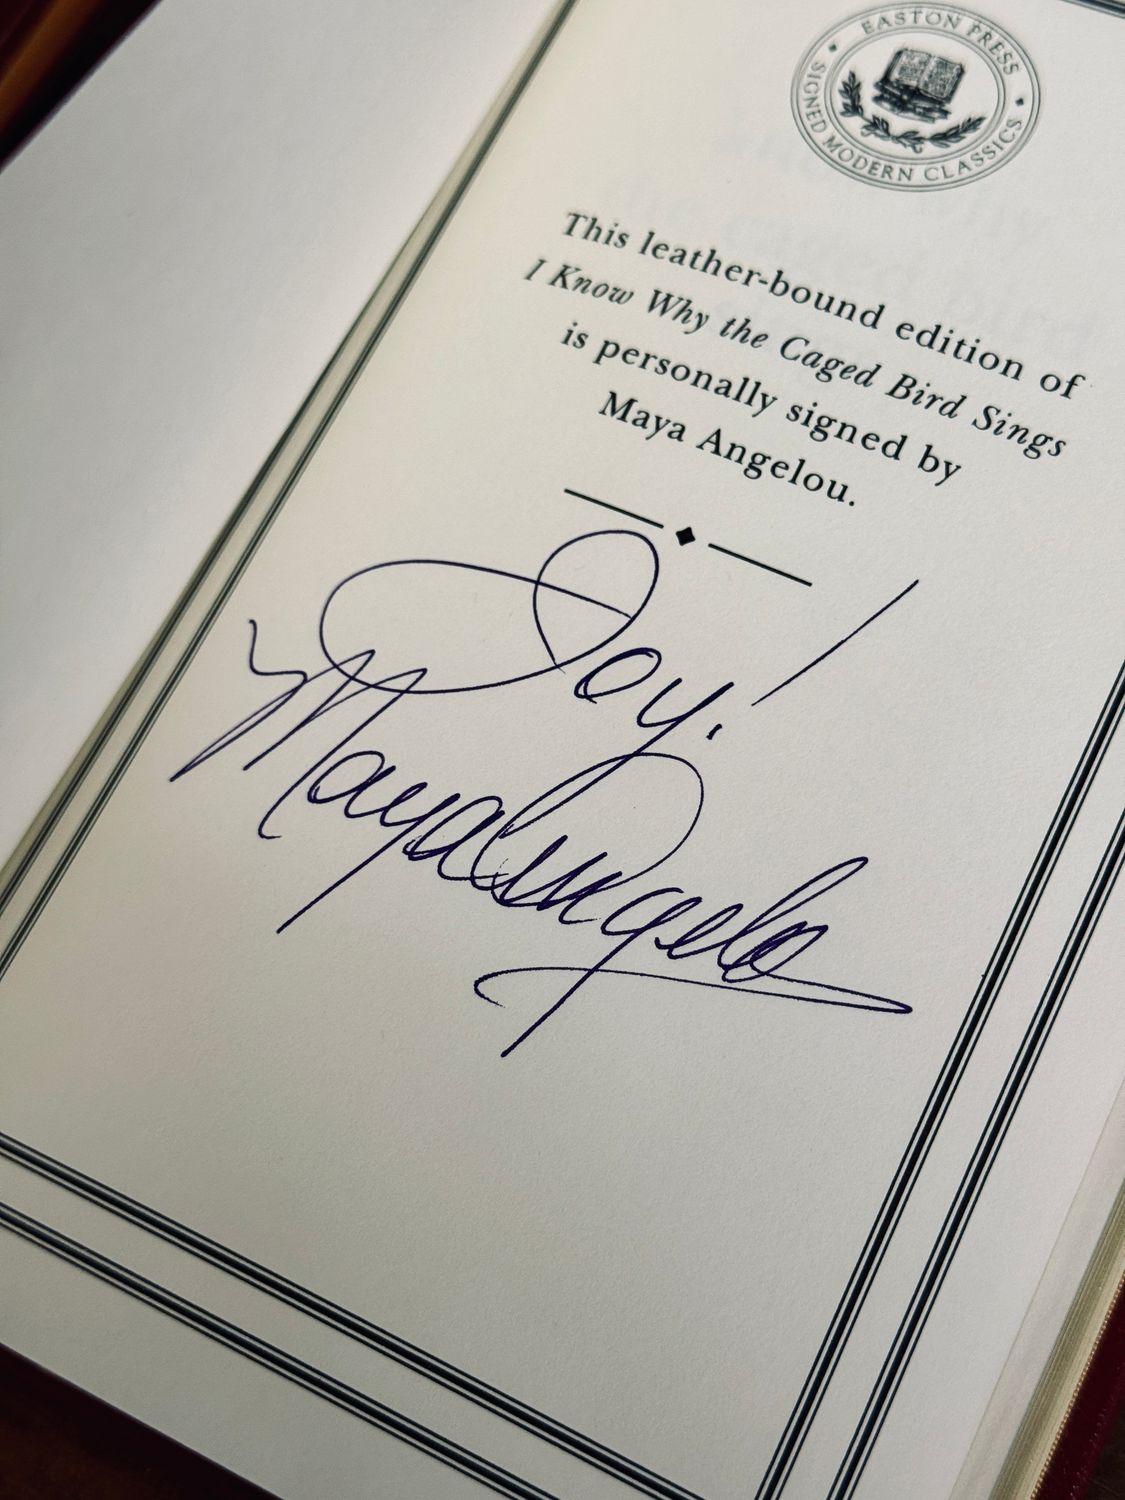 EASTON PRESS
SIGNED MODERN CLASSICS
This leather-bound edition of
I Know Why the Caged Bird Sings
is personally signed by
Maya Angelou.
Joy!
Maya Angelou